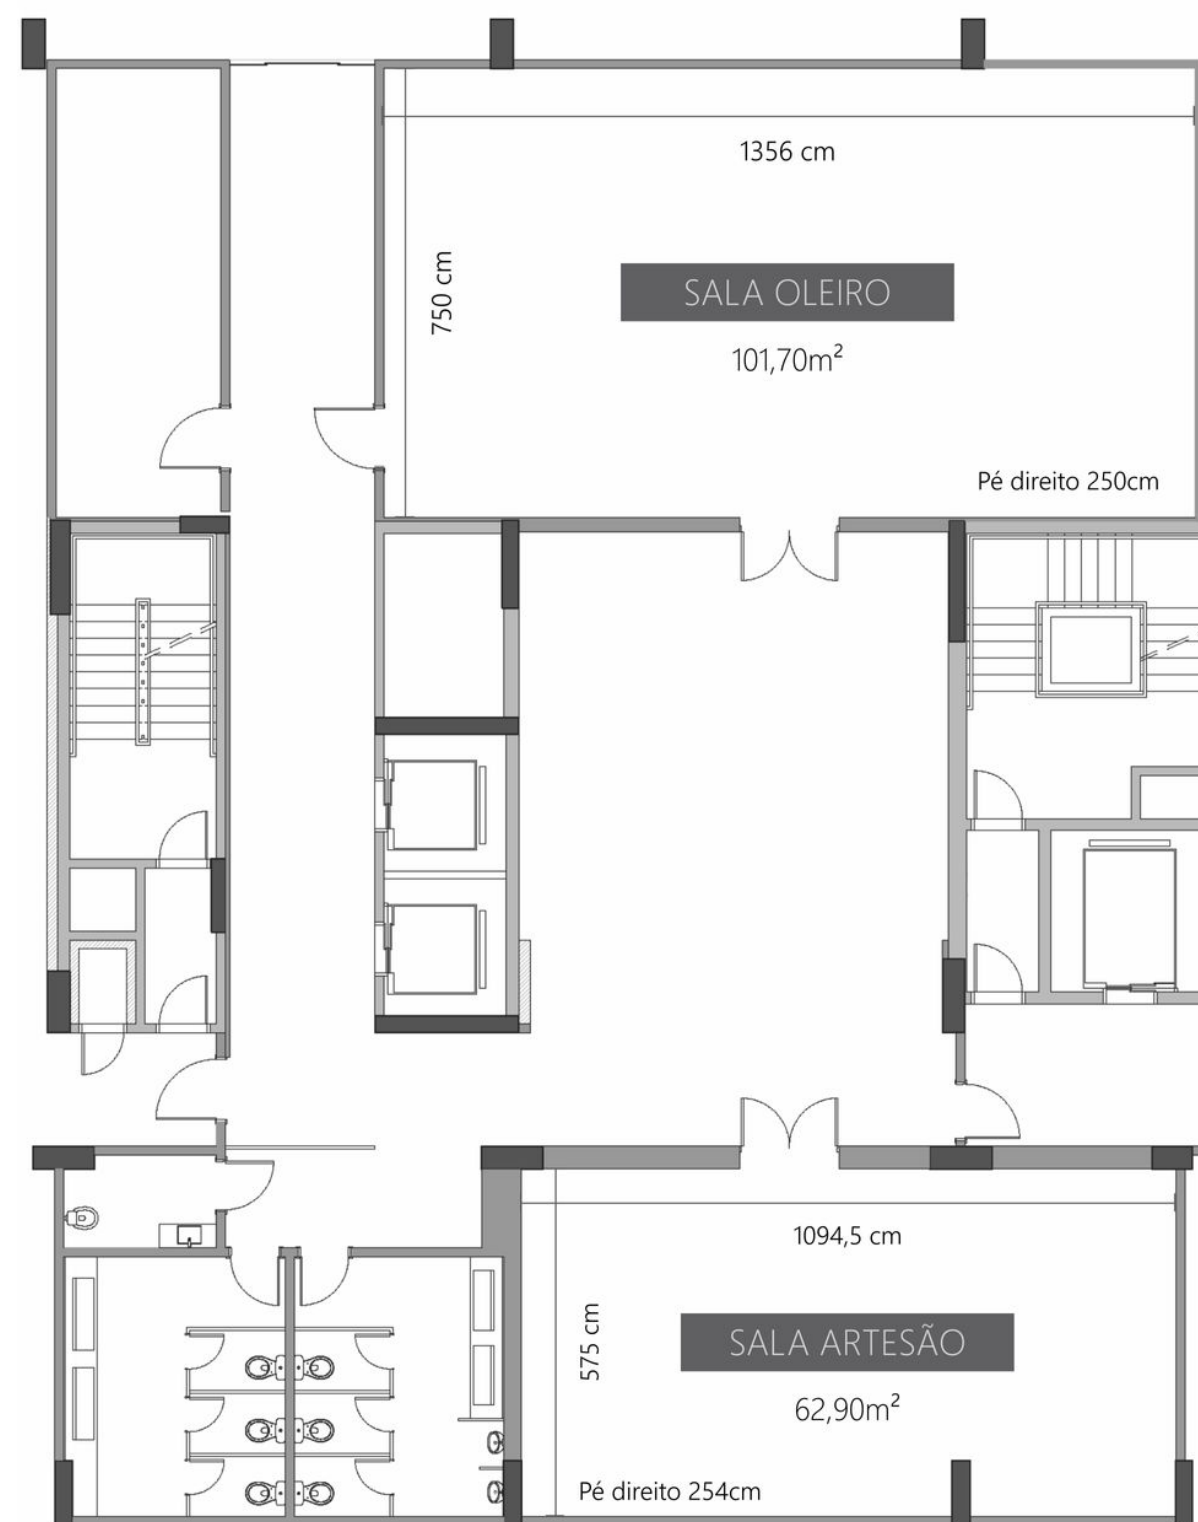 1356 cm
750 cm
SALA OLEIRO
101,70m²
Pé direito 250cm
1094,5 cm
575 cm
SALA ARTESÃO
62,90m²
Pé direito 254cm